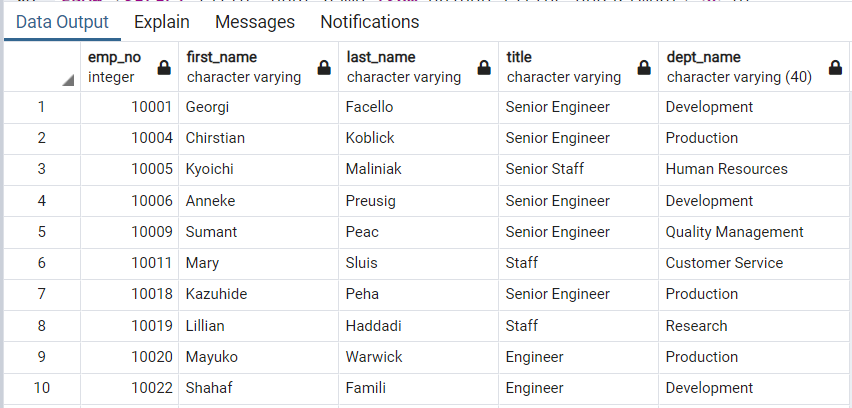 Data Output Explain Messages Notifications
emp_no first_name last_name title dept_name
integer character varying character varying character varying character varying (40)
1 10001 Georgi Facello Senior Engineer Development
2 10004 Chirstian Koblick Senior Engineer Production
3 10005 Kyoichi Maliniak Senior Staff Human Resources
4 10006 Anneke Preusig Senior Engineer Development
5 10009 Sumant Peac Senior Engineer Quality Management
6 10011 Mary Sluis Staff Customer Service
7 10018 Kazuhide Peha Senior Engineer Production
8 10019 Lillian Haddadi Staff Research
9 10020 Mayuko Warwick Engineer Production
10 10022 Shahaf Famili Engineer Development